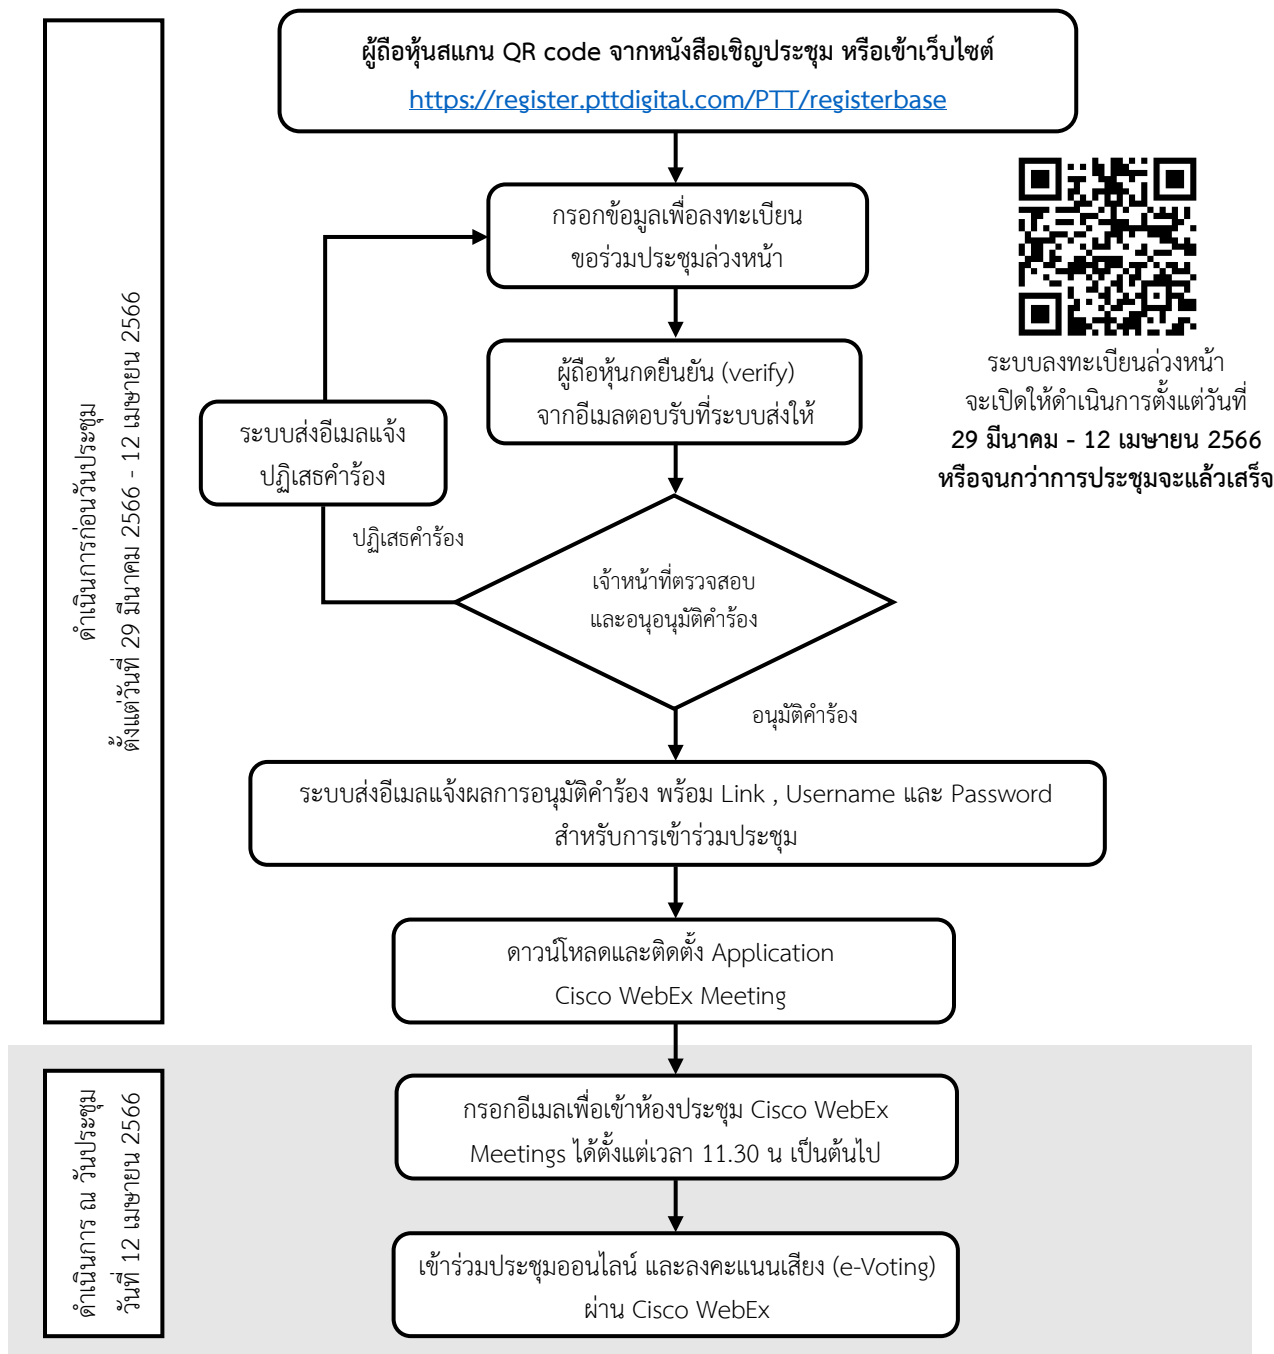 ผู้ถือหุ้นสแกน QR code จากหนังสือเชิญประชุม หรือเข้าเว็บไซต์
https://register.pttdigital.com/PTT/registerbase
กรอกข้อมูลเพื่อลงทะเบียน
ขอร่วมประชุมล่วงหน้า
ผู้ถือหุ้นกดยืนยัน (verify)
จากอีเมลตอบรับที่ระบบส่งให้
ระบบส่งอีเมลแจ้ง
ปฏิเสธคำร้อง
ระบบลงทะเบียนล่วงหน้า
จะเปิดให้ดำเนินการตั้งแต่วันที่
29 มีนาคม - 12 เมษายน 2566
หรือจนกว่าการประชุมจะแล้วเสร็จ
ปฏิเสธคำร้อง
เจ้าหน้าที่ตรวจสอบ
และอนุอนุมัติคำร้อง
อนุมัติคำร้อง
ระบบส่งอีเมลแจ้งผลการอนุมัติคำร้อง พร้อม Link , Username และ Password
สำหรับการเข้าร่วมประชุม
ดาวน์โหลดและติดตั้ง Application
Cisco WebEx Meeting
ดำเนินการก่อนวันประชุม
ตั้งแต่วันที่ 29 มีนาคม 2566 - 12 เมษายน 2566
กรอกอีเมลเพื่อเข้าห้องประชุม Cisco WebEx
Meetings ได้ตั้งแต่เวลา 11.30 น เป็นต้นไป
เข้าร่วมประชุมออนไลน์ และลงคะแนนเสียง (e-Voting)
ผ่าน Cisco WebEx
ดำเนินการ ณ วันประชุม
วันที่ 12 เมษายน 2566